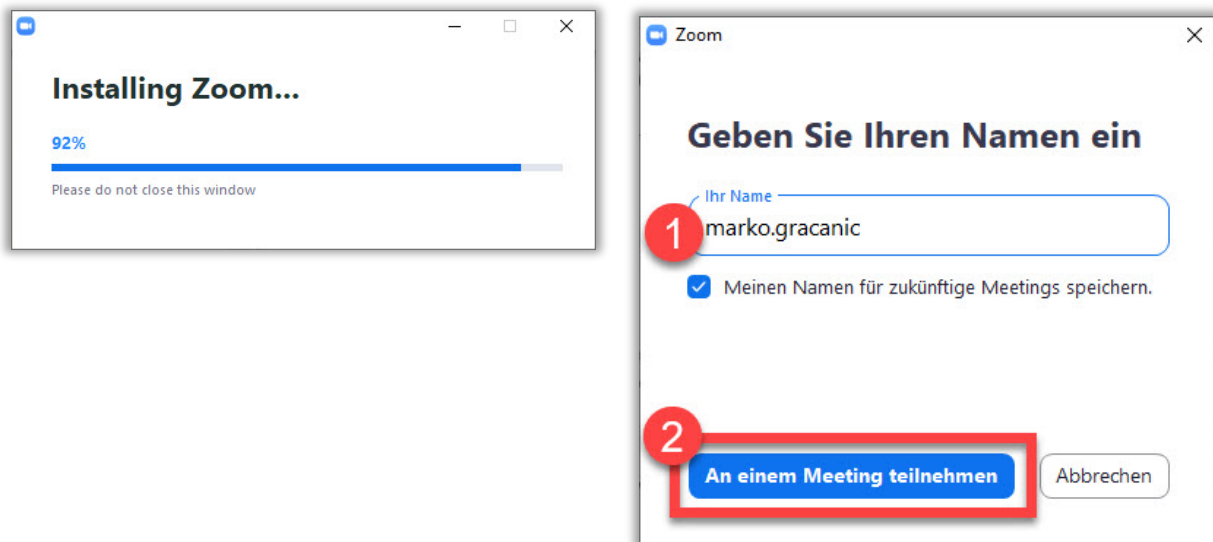 Installing Zoom...
92%
Please do not close this window
Zoom
Geben Sie Ihren Namen ein
Ihr Name
1
marko.gracanic
Meinen Namen für zukünftige Meetings speichern.
2
An einem Meeting teilnehmen
Abbrechen